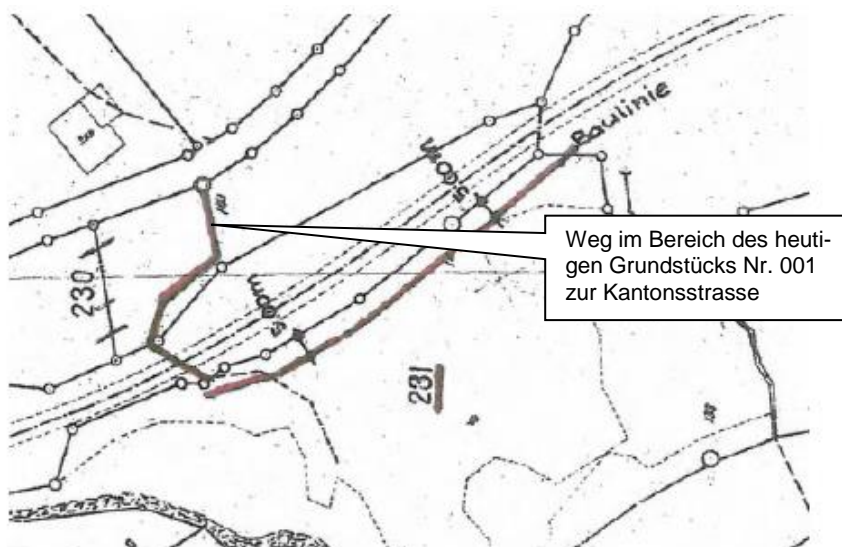 Baulinie
Weg im Bereich des heuti-
gen Grundstücks Nr. 001
zur Kantonsstrasse
230
231